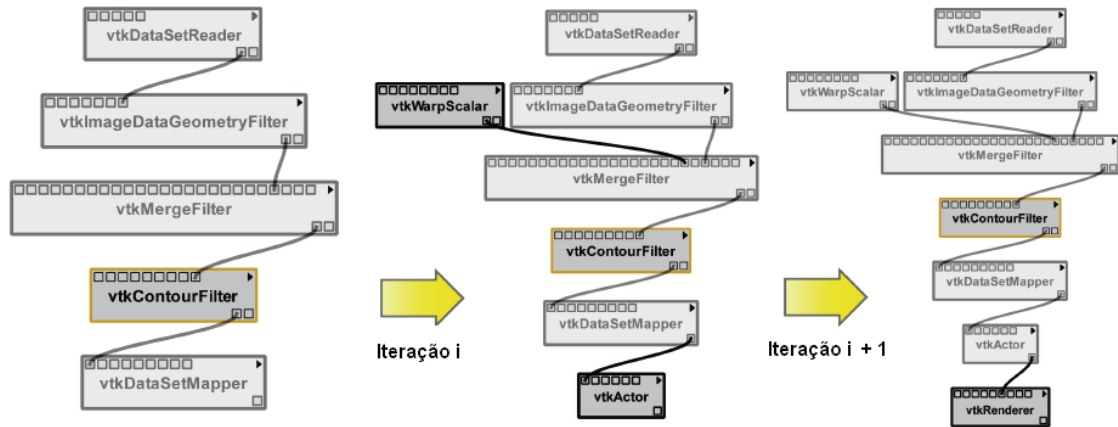 vtkDataSetReader
vtkImageDataGeometryFilter
vtkMergeFilter
vtkContourFilter
vtkDataSetMapper
Iteração i
vtkDataSetReader
vtkWarpScalar
vtkImageDataGeometryFilter
vtkMergeFilter
vtkContourFilter
vtkDataSetMapper
vtkActor
Iteração i + 1
vtkDataSetReader
vtkWarpScalar
vtkImageDataGeometryFilter
vtkMergeFilter
vtkContourFilter
vtkDataSetMapper
vtkActor
vtkRenderer